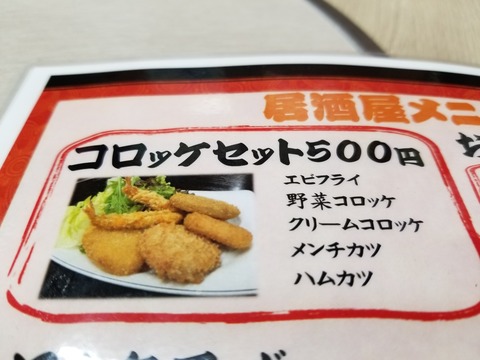 居酒屋メニ
コロッケセット500円
エビフライ
野菜コロッケ
クリームコロッケ
メンチカツ
ハムカツ